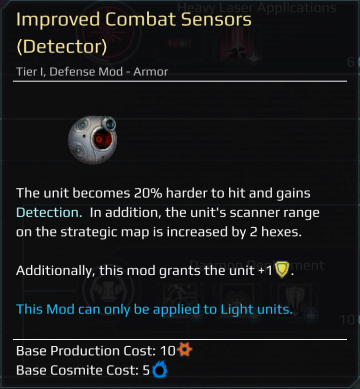 Heavy Laser Applications
Improved Combat Sensors
(Detector)
Tier I, Defense Mod - Armor
The unit becomes 20% harder to hit and gains
Detection. In addition, the unit's scanner range
on the strategic map is increased by 2 hexes.
Additionally, this mod grants the unit +1.
This Mod can only be applied to Light units.
Base Production Cost: 10
Base Cosmite Cost: 5